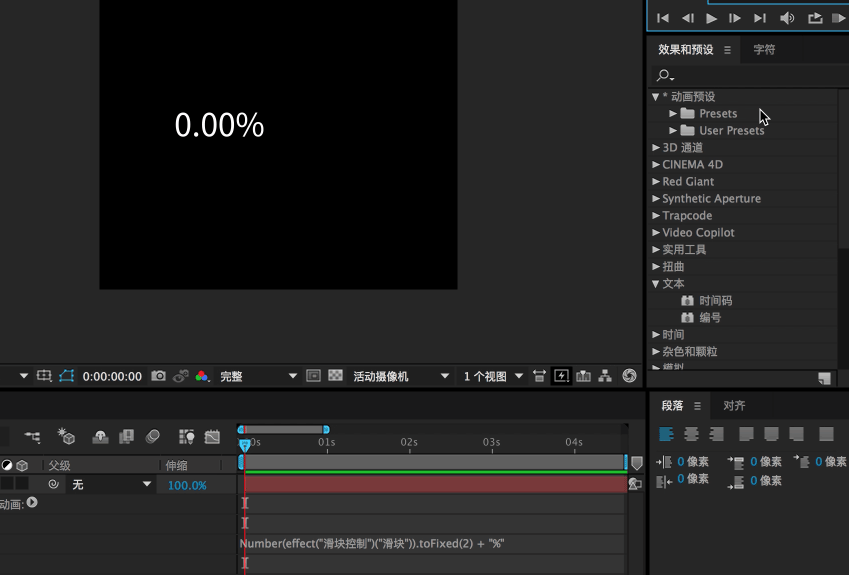 0.00%
效果和预设
字符
* 动画预设
Presets
User Presets
3D 通道
CINEMA 4D
Red Giant
Synthetic Aperture
Trapcode
Video Copilot
实用工具
扭曲
文本
时间码
编号
时间
杂色和颗粒
模拟
0:00:00:00
完整
活动摄像机
1 个视图
段落
对齐
0 像素
0 像素
0 像素
0 像素
0 像素
0s
01s
02s
03s
04s
父级
伸缩
无
100.0%
动画:
Number(effect("滑块控制")("滑块")).toFixed(2) + "%"